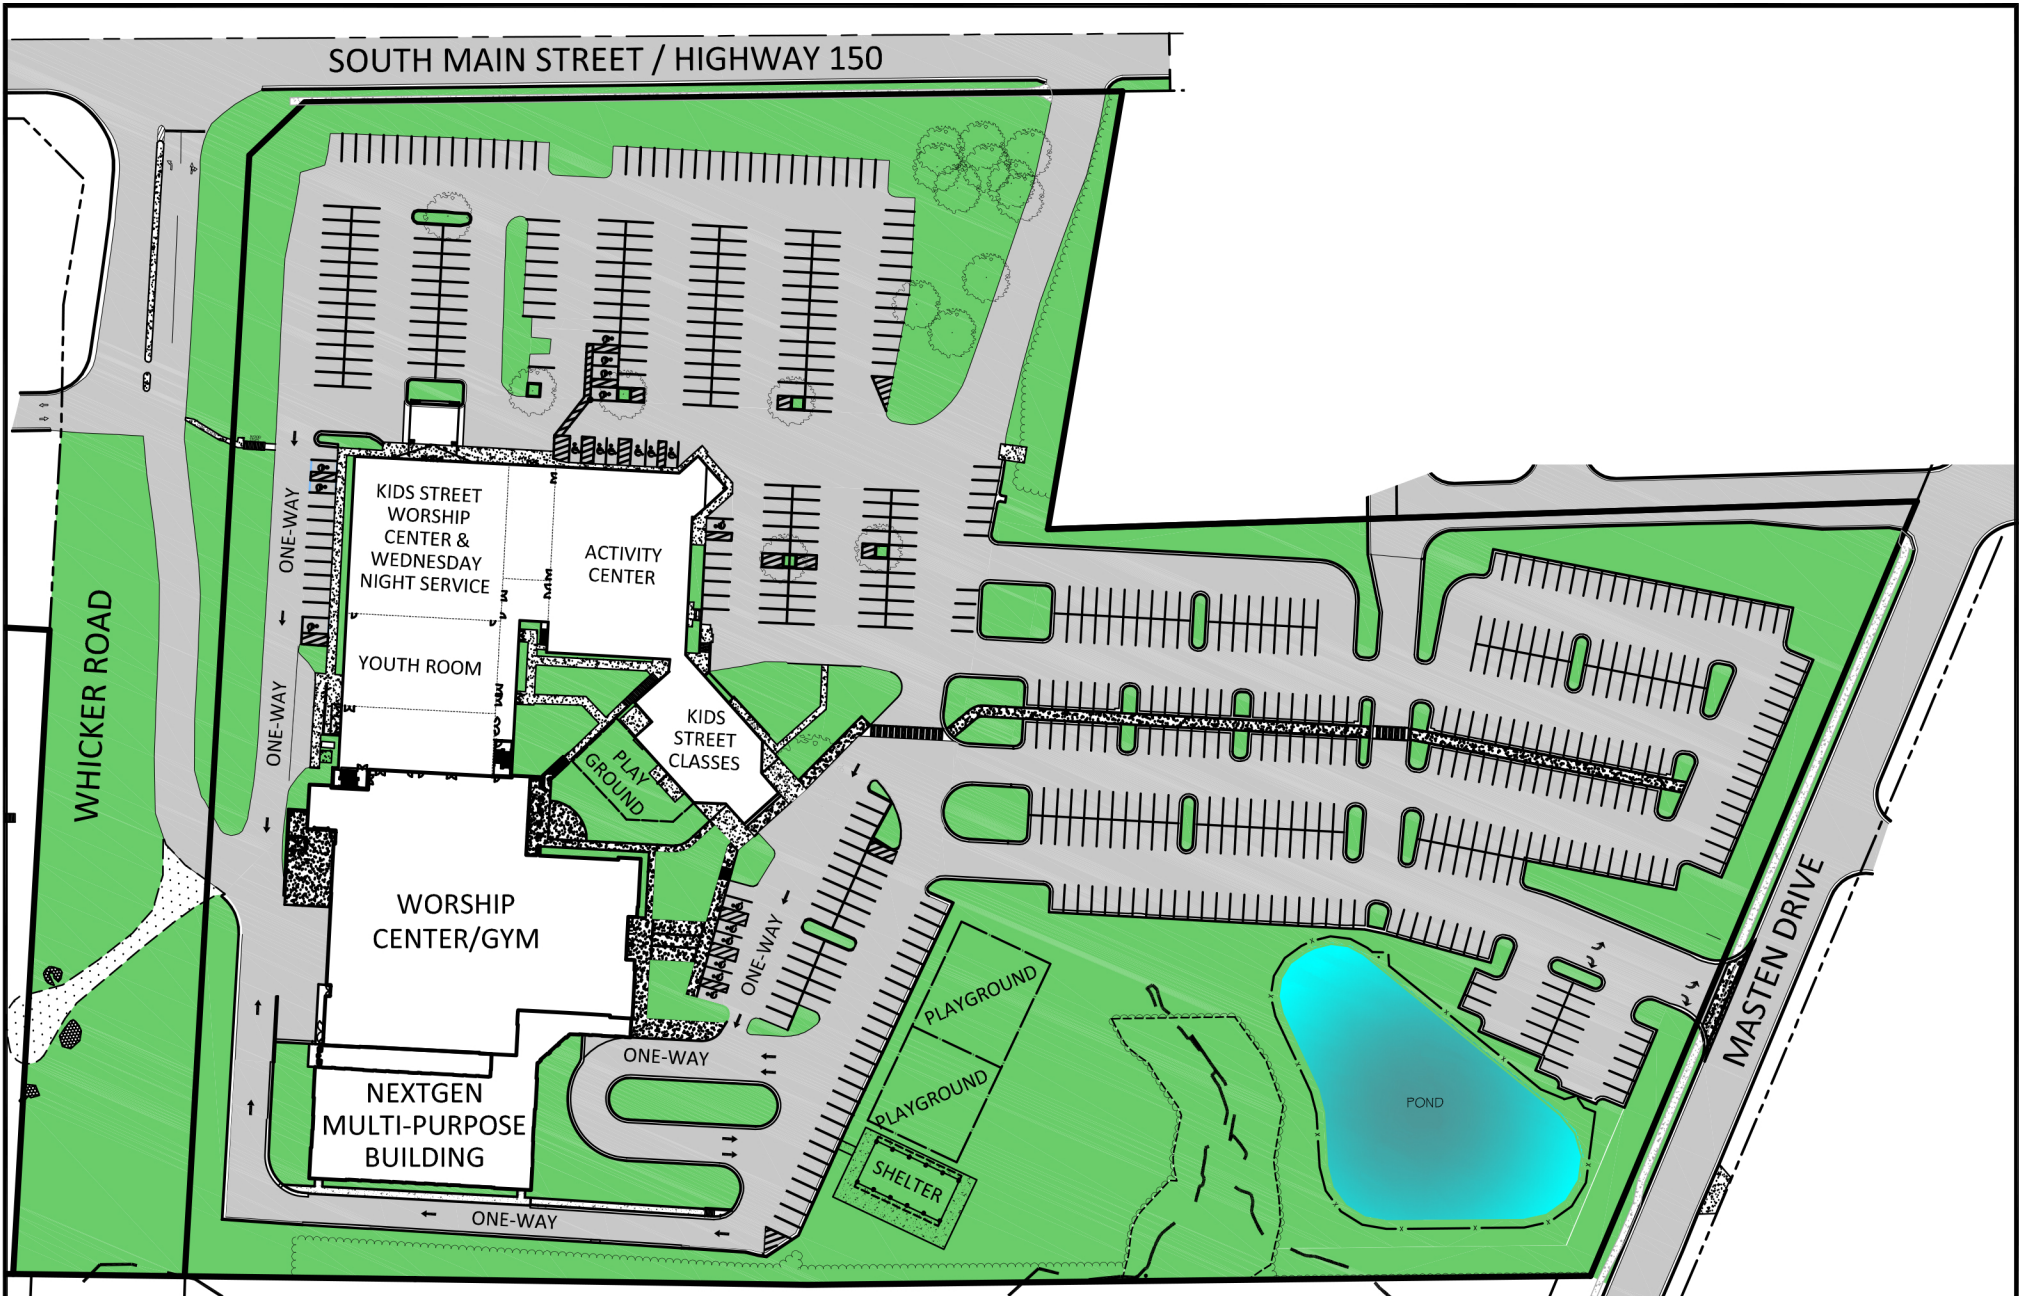 SOUTH MAIN STREET / HIGHWAY 150
KIDS STREET
WORSHIP
CENTER &
WEDNESDAY
NIGHT SERVICE
ACTIVITY
CENTER
ONE-WAY
YOUTH ROOM
ONE-WAY
WHICKER ROAD
KIDS
STREET
CLASSES
PLAY
GROUND
WORSHIP
CENTER/GYM
ONE-WAY
PLAYGROUND
PLAYGROUND
MASTEN DRIVE
ONE-WAY
NEXTGEN
MULTI-PURPOSE
BUILDING
POND
SHELTER
ONE-WAY